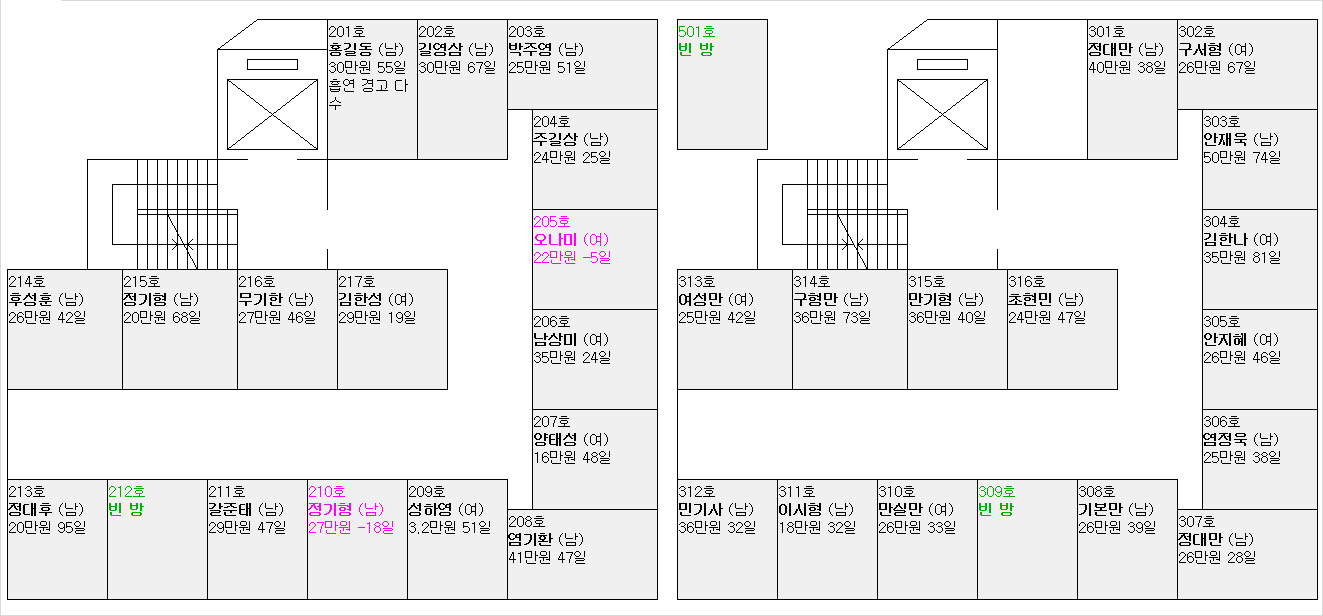 201호
홍길동 (남)
30만원 55일
흡연 경고 다
수
202호
길영삼 (남)
30만원 67일
203호
박주영 (남)
25만원 51일
204호
주길상 (남)
24만원 25일
205호
오나미 (여)
22만원 -5일
206호
남상미 (여)
35만원 24일
207호
양태성 (여)
16만원 48일
208호
염기환 (남)
41만원 47일
214호
후성훈 (남)
26만원 42일
215호
정기형 (남)
20만원 68일
216호
무기한 (남)
27만원 46일
217호
김한성 (여)
29만원 19일
213호
정대후 (남)
20만원 95일
212호
빈 방
211호
갈준태 (남)
29만원 47일
210호
정기형 (남)
27만원 -18일
209호
성하영 (여)
3.2만원 51일
501호
빈 방
301호
정대만 (남)
40만원 38일
302호
구서형 (여)
26만원 67일
303호
안재욱 (남)
50만원 74일
304호
김한나 (여)
35만원 81일
305호
안지혜 (여)
26만원 46일
306호
염정욱 (남)
25만원 38일
307호
정대만 (남)
26만원 28일
313호
여성만 (여)
25만원 42일
314호
구형만 (남)
36만원 73일
315호
만기형 (남)
36만원 40일
316호
초현민 (남)
24만원 47일
312호
민기사 (남)
36만원 32일
311호
이시형 (남)
18만원 32일
310호
만실만 (여)
26만원 33일
309호
빈 방
308호
기본만 (남)
26만원 39일